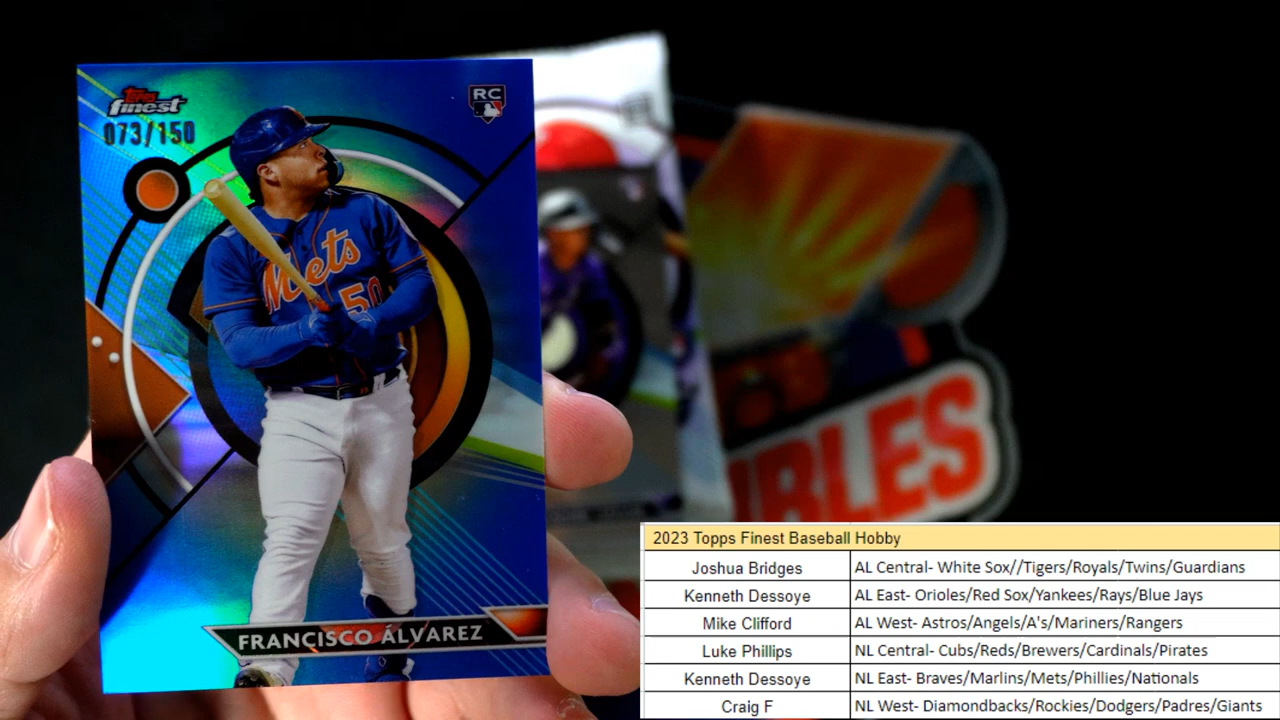 Topps
finest
073/150
RC
Mets
50
FRANCISCO ÁLVAREZ
BLES
2023 Topps Finest Baseball Hobby
Joshua Bridges AL Central- White Sox//Tigers/Royals/Twins/Guardians
Kenneth Dessoye AL East- Orioles/Red Sox/Yankees/Rays/Blue Jays
Mike Clifford AL West- Astros/Angels/A's/Mariners/Rangers
Luke Phillips NL Central- Cubs/Reds/Brewers/Cardinals/Pirates
Kenneth Dessoye NL East- Braves/Marlins/Mets/Phillies/Nationals
Craig F NL West- Diamondbacks/Rockies/Dodgers/Padres/Giants